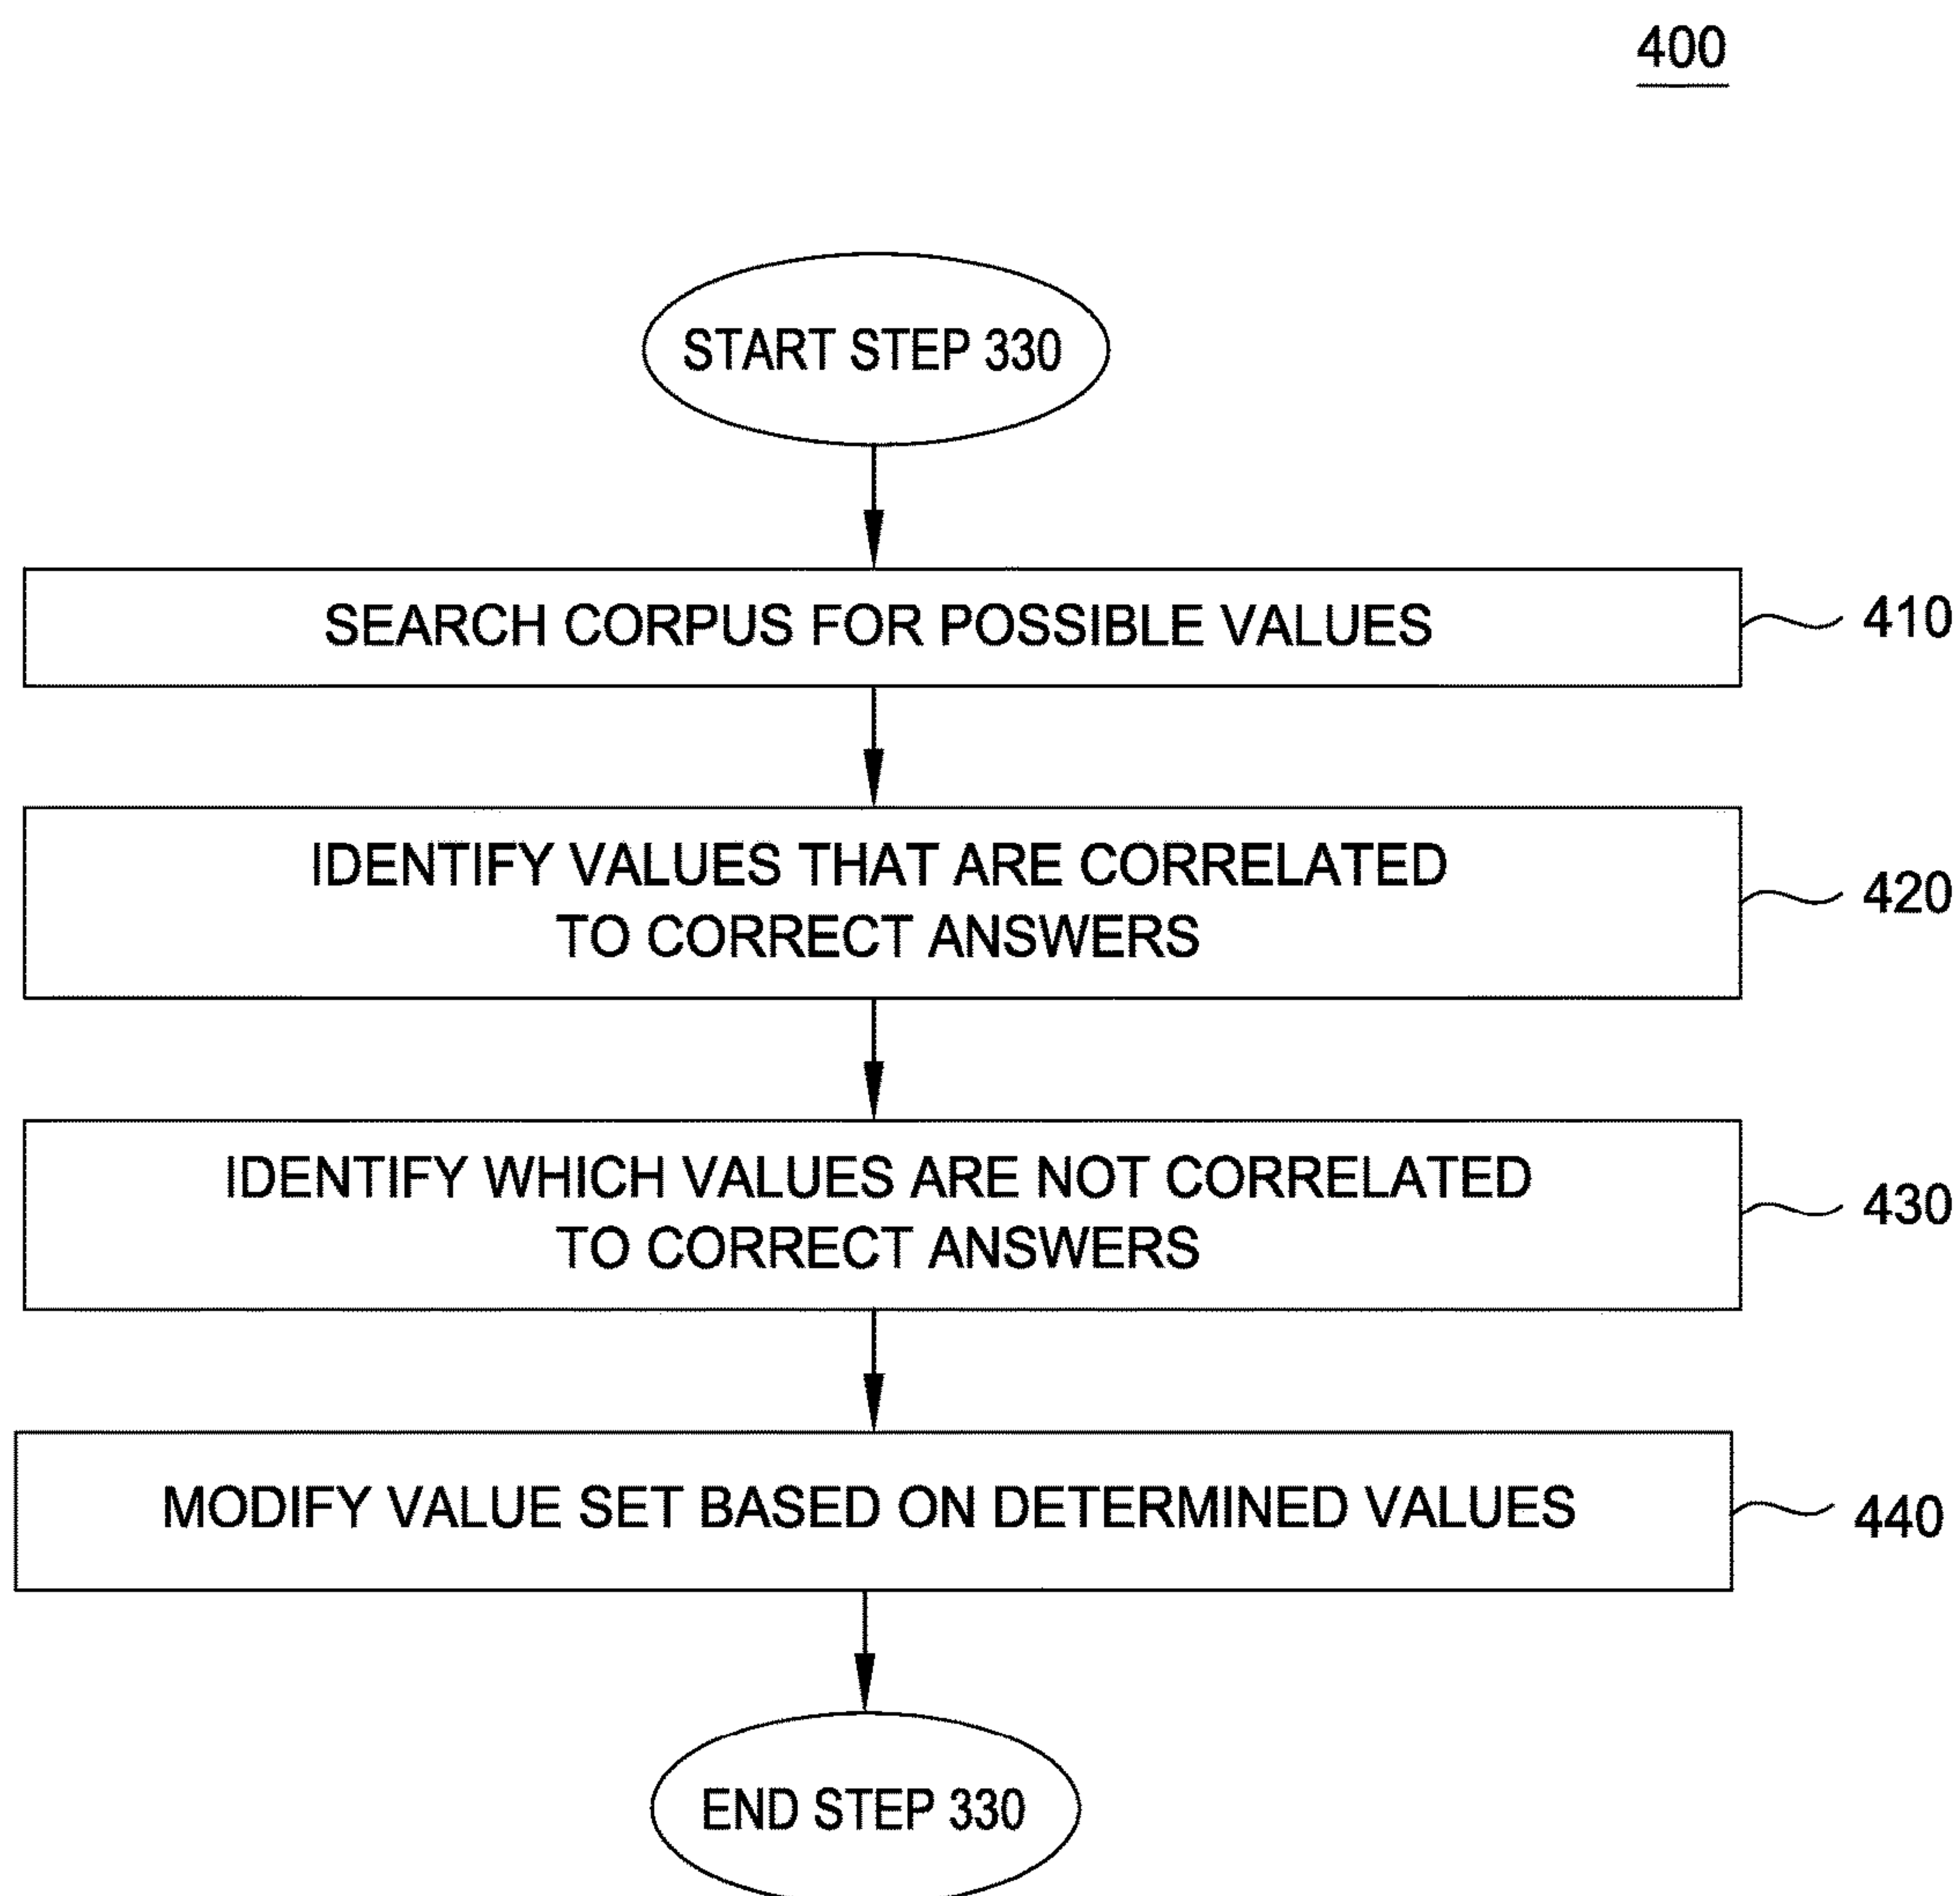 400
START STEP 330
SEARCH CORPUS FOR POSSIBLE VALUES
410
IDENTIFY VALUES THAT ARE CORRELATED
TO CORRECT ANSWERS
420
IDENTIFY WHICH VALUES ARE NOT CORRELATED
TO CORRECT ANSWERS
430
MODIFY VALUE SET BASED ON DETERMINED VALUES
440
END STEP 330